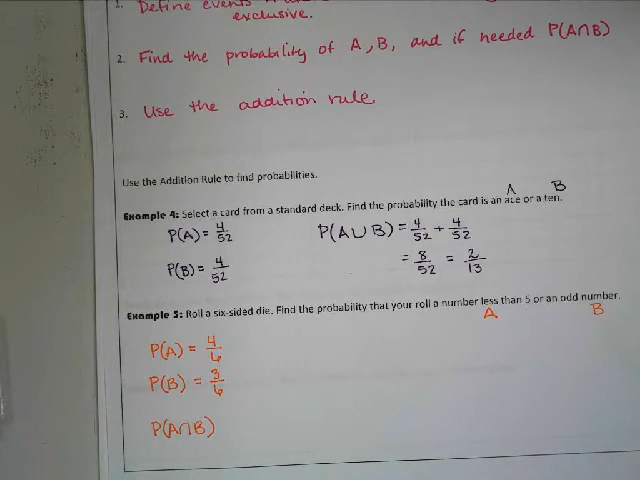 1. Define events
exclusive.
2. Find the probability of A, B, and if needed P(A∩B)
3. Use the addition rule
Use the Addition Rule to find probabilities.
A B
Example 4: Select a card from a standard deck. Find the probability the card is an ace or a ten.
P(A) = 4/52 P(A∪B) = 4/52 + 4/52
P(B) = 4/52 = 8/52 = 2/13
Example 5: Roll a six-sided die. Find the probability that your roll a number less than 5 or an odd number.
A B
P(A) = 4/6
P(B) = 3/6
P(A∩B)